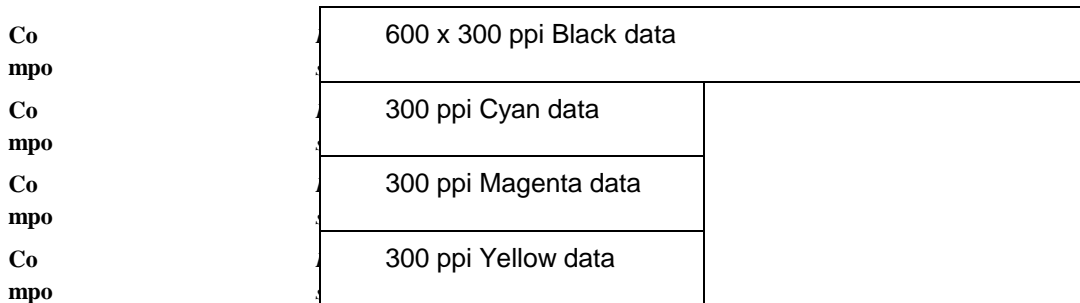 Co
mpo
600 x 300 ppi Black data
Co
mpo
300 ppi Cyan data
Co
mpo
300 ppi Magenta data
Co
mpo
300 ppi Yellow data